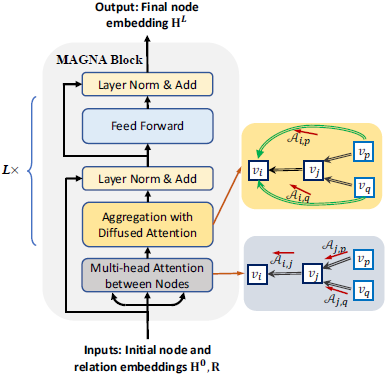 Output: Final node
embedding H^L
MAGNA Block
Layer Norm & Add
Feed Forward
L×
Layer Norm & Add
Aggregation with
Diffused Attention
Multi-head Attention
between Nodes
Inputs: Initial node and
relation embeddings H^0, R
𝒜_{i,p}
v_p
v_i
v_j
𝒜_{i,q}
v_q
𝒜_{j,p}
𝒜_{i,j}
v_p
v_i
v_j
𝒜_{j,q}
v_q